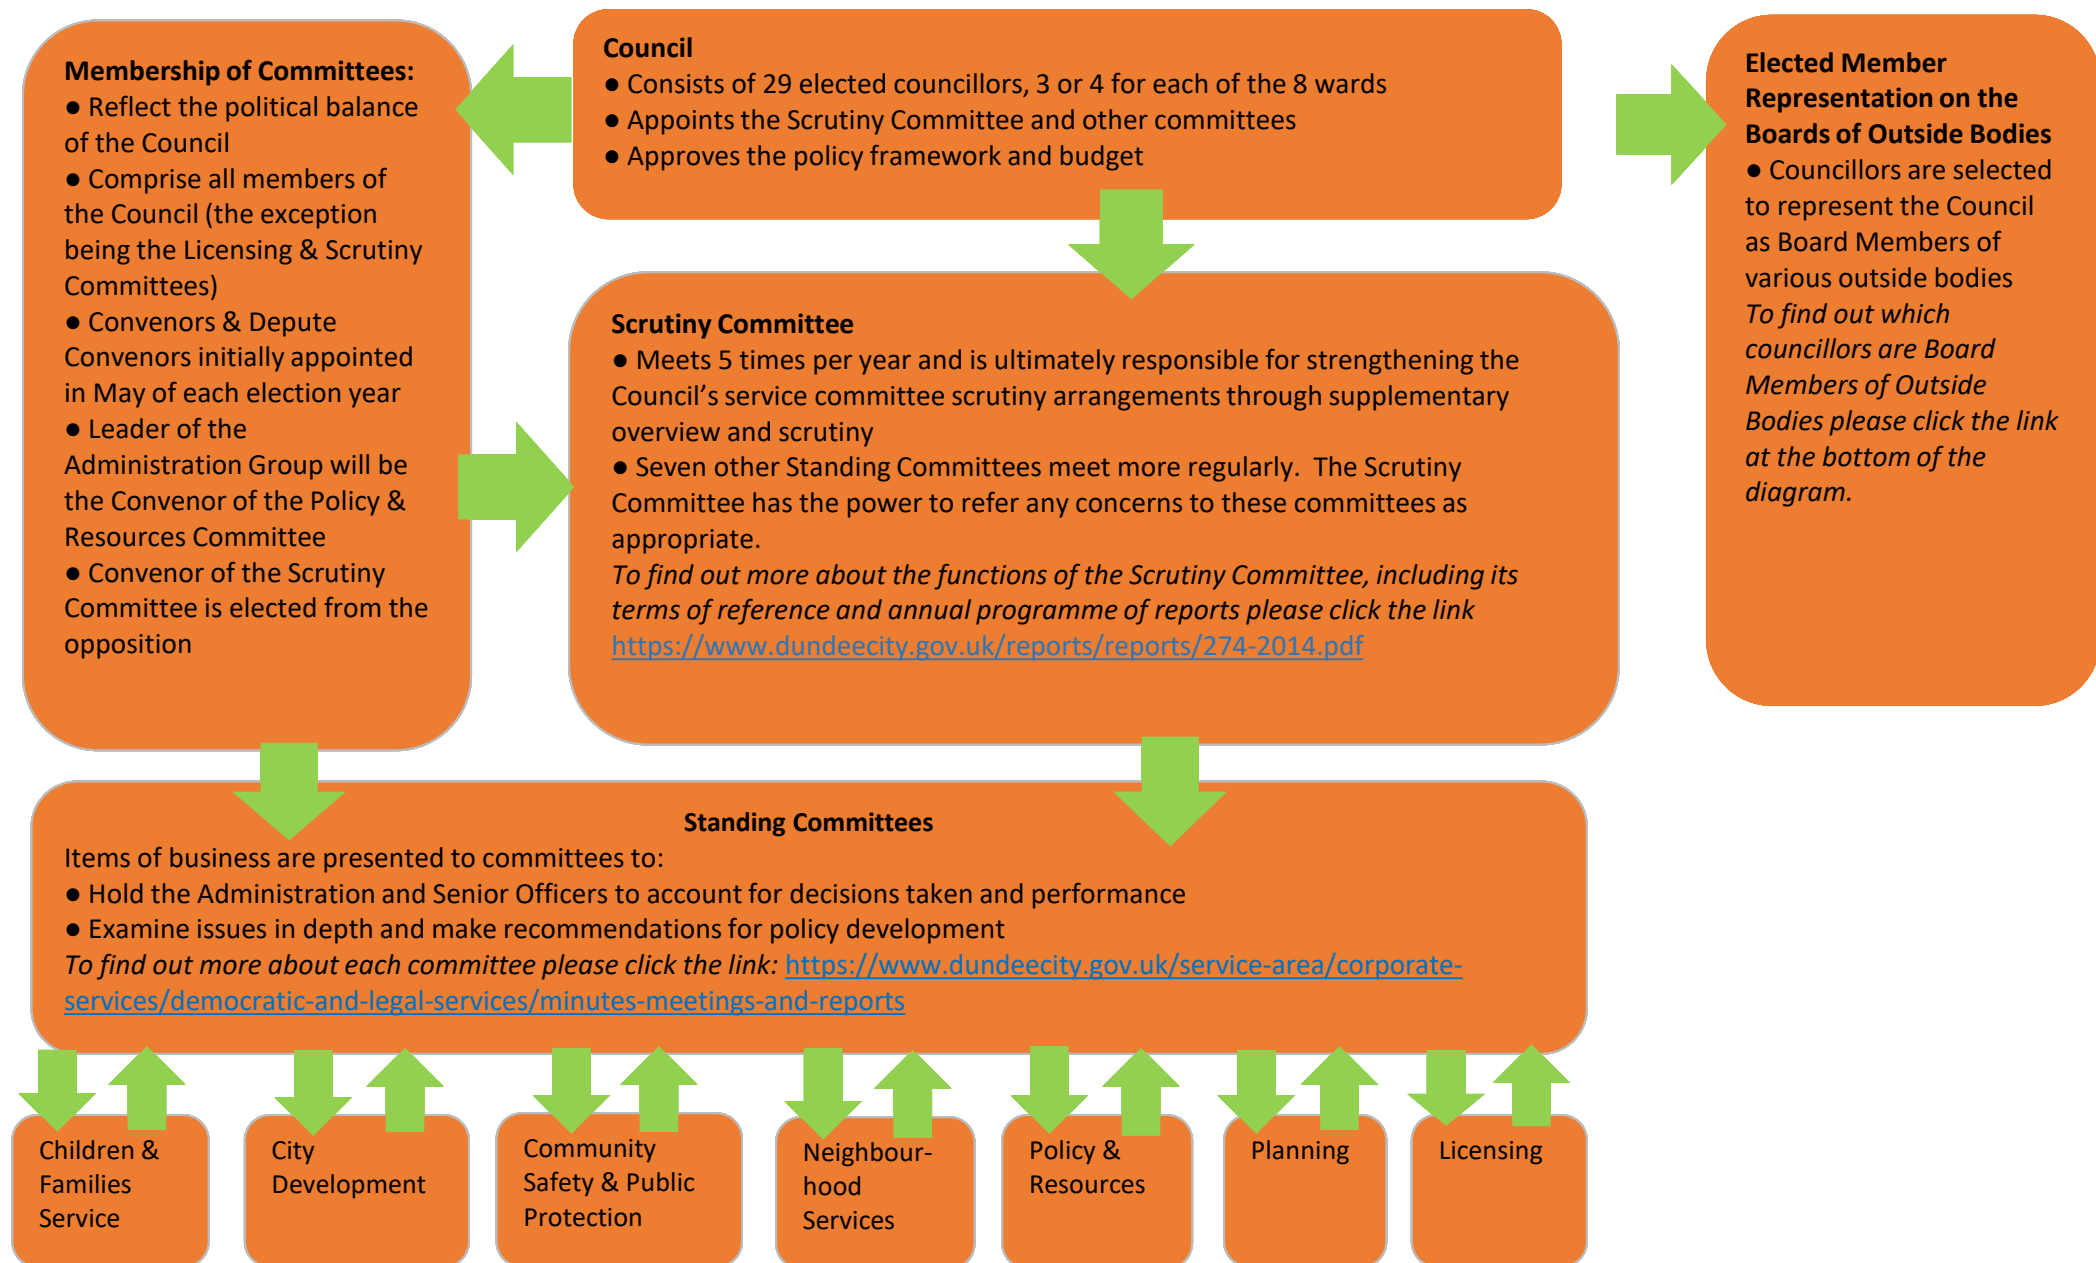 Membership of Committees:
● Reflect the political balance
of the Council
● Comprise all members of
the Council (the exception
being the Licensing & Scrutiny
Committees)
● Convenors & Depute
Convenors initially appointed
in May of each election year
● Leader of the
Administration Group will be
the Convenor of the Policy &
Resources Committee
● Convenor of the Scrutiny
Committee is elected from the
opposition
Council
● Consists of 29 elected councillors, 3 or 4 for each of the 8 wards
● Appoints the Scrutiny Committee and other committees
● Approves the policy framework and budget
Elected Member
Representation on the
Boards of Outside Bodies
● Councillors are selected
to represent the Council
as Board Members of
various outside bodies
To find out which
councillors are Board
Members of Outside
Bodies please click the link
at the bottom of the
diagram.
Scrutiny Committee
● Meets 5 times per year and is ultimately responsible for strengthening the
Council’s service committee scrutiny arrangements through supplementary
overview and scrutiny
● Seven other Standing Committees meet more regularly.  The Scrutiny
Committee has the power to refer any concerns to these committees as
appropriate.
To find out more about the functions of the Scrutiny Committee, including its
terms of reference and annual programme of reports please click the link
https://www.dundeecity.gov.uk/reports/reports/274-2014.pdf
Standing Committees
Items of business are presented to committees to:
● Hold the Administration and Senior Officers to account for decisions taken and performance
● Examine issues in depth and make recommendations for policy development
To find out more about each committee please click the link: https://www.dundeecity.gov.uk/service-area/corporate-
services/democratic-and-legal-services/minutes-meetings-and-reports
Children &
Families
Service
City
Development
Community
Safety & Public
Protection
Neighbour-
hood
Services
Policy &
Resources
Planning
Licensing